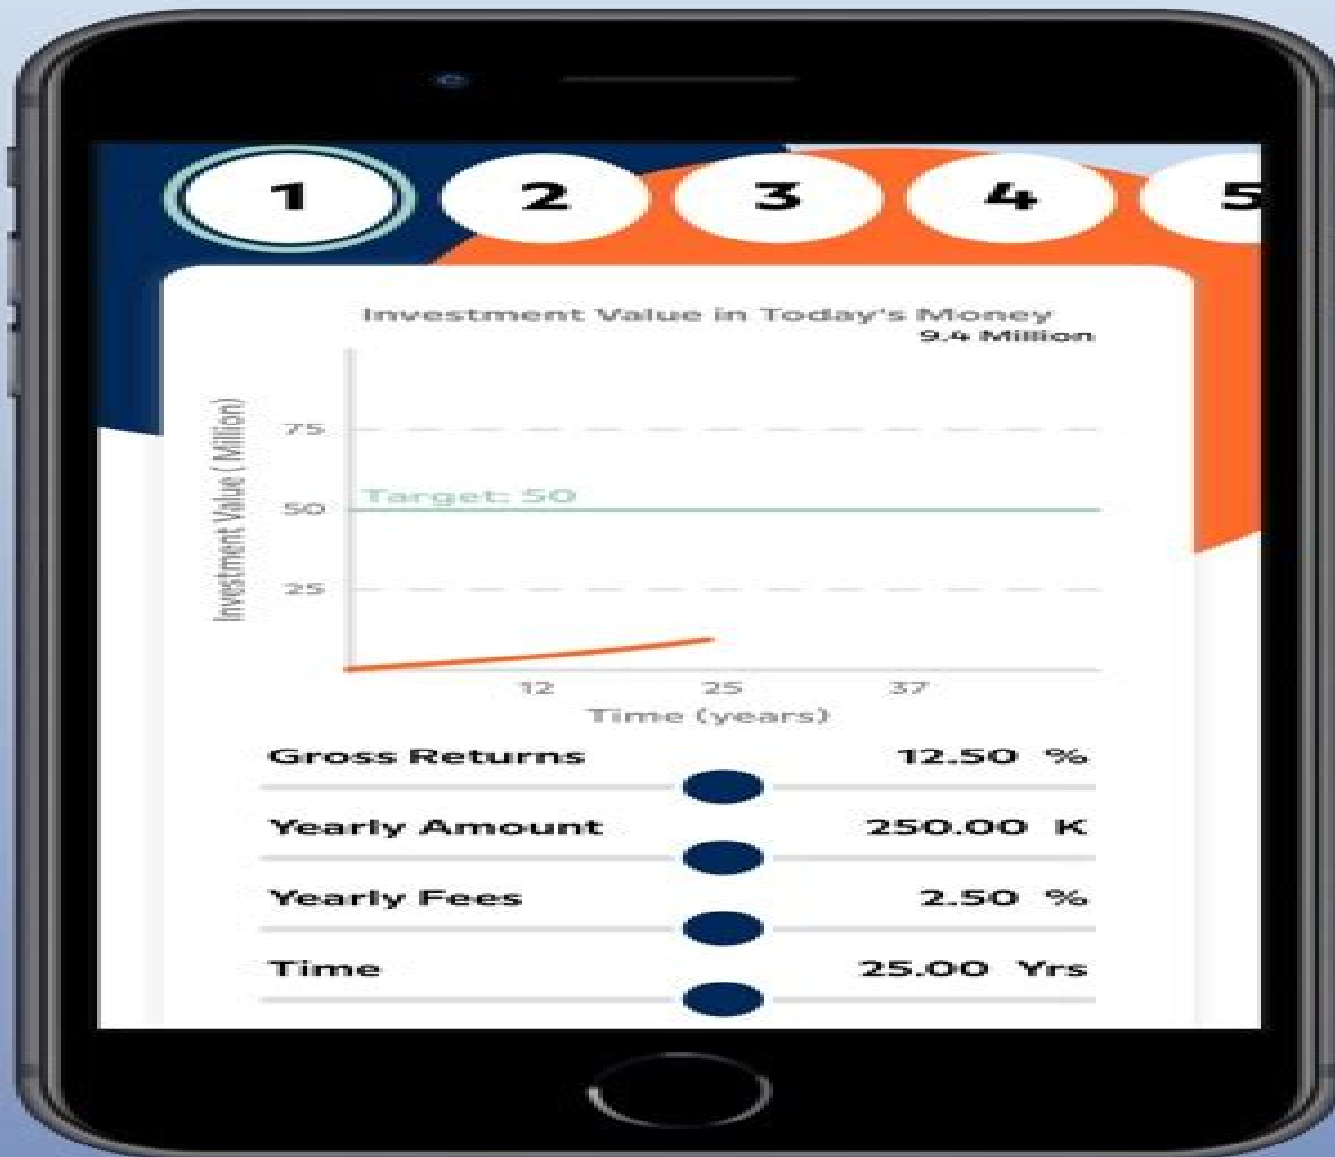 1 2 3 4 5
Investment Value in Today's Money
9.4 Million
Investment Value ( Million)
75
Target: 50
50
25
12 25 37
Time (years)
Gross Returns 12.50 %
Yearly Amount 250.00 K
Yearly Fees 2.50 %
Time 25.00 Yrs